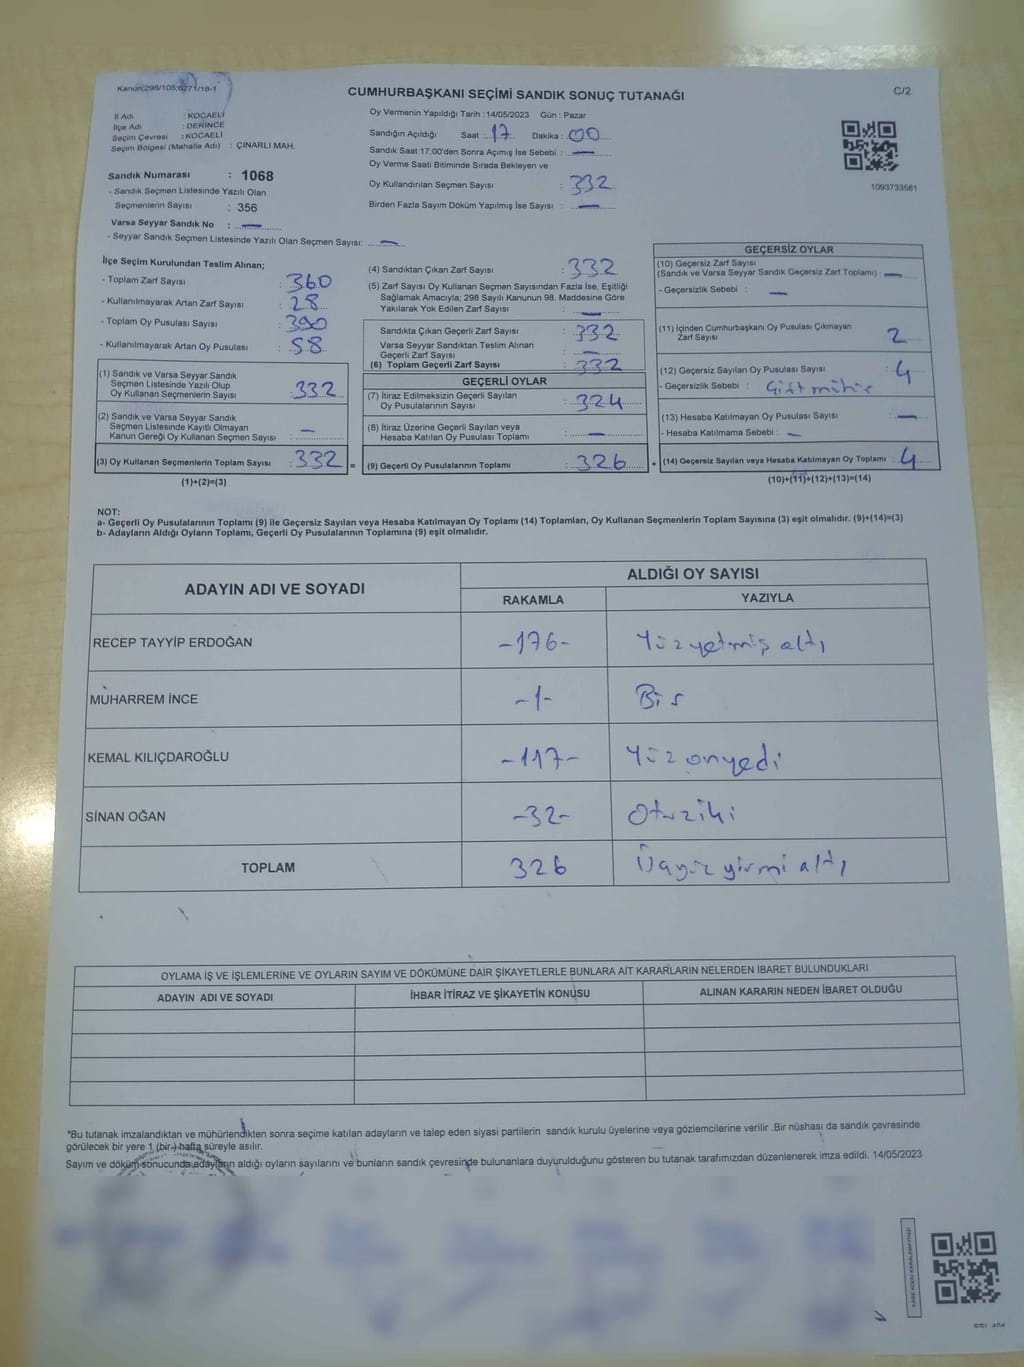 Kanun:298/105;6271/18-1
CUMHURBAŞKANI SEÇİMİ SANDIK SONUÇ TUTANAĞI
C/2
İl Adı : KOCAELİ
İlçe Adı : DERİNCE
Seçim Çevresi : KOCAELİ
Seçim Bölgesi (Mahalle Adı) : ÇINARLI MAH.
Sandık Numarası : 1068
- Sandık Seçmen Listesinde Yazılı Olan
Seçmenlerin Sayısı : 356
Varsa Seyyar Sandık No : —
- Seyyar Sandık Seçmen Listesinde Yazılı Olan Seçmen Sayısı: —
Oy Vermenin Yapıldığı Tarih : 14/05/2023 Gün : Pazar
Sandığın Açıldığı Saat : 17 Dakika : 00
Sandık Saat 17:00'den Sonra Açımış İse Sebebi : —
Oy Verme Saati Bitiminde Sırada Bekleyen ve
Oy Kullandırılan Seçmen Sayısı : 332
Birden Fazla Sayım Döküm Yapılmış İse Sayısı : —
1093733561
İlçe Seçim Kurulundan Teslim Alınan;
- Toplam Zarf Sayısı : 360
- Kullanılmayarak Artan Zarf Sayısı : 28
- Toplam Oy Pusulası Sayısı : 390
- Kullanılmayarak Artan Oy Pusulası : 58
(1) Sandık ve Varsa Seyyar Sandık
Seçmen Listesinde Yazılı Olup
Oy Kullanan Seçmenlerin Sayısı : 332
(2) Sandık ve Varsa Seyyar Sandık
Seçmen Listesinde Kayıtlı Olmayan
Kanun Gereği Oy Kullanan Seçmen Sayısı : —
(3) Oy Kullanan Seçmenlerin Toplam Sayısı : 332
(1)+(2)=(3)
(4) Sandıktan Çıkan Zarf Sayısı : 332
(5) Zarf Sayısı Oy Kullanan Seçmen Sayısından Fazla İse, Eşitliği
Sağlamak Amacıyla; 298 Sayılı Kanunun 98. Maddesine Göre
Yakılarak Yok Edilen Zarf Sayısı : —
Sandıkta Çıkan Geçerli Zarf Sayısı : 332
Varsa Seyyar Sandıktan Teslim Alınan
Geçerli Zarf Sayısı : —
(6) Toplam Geçerli Zarf Sayısı : 332
GEÇERLİ OYLAR
(7) İtiraz Edilmeksizin Geçerli Sayılan
Oy Pusulalarının Sayısı : 324
(8) İtiraz Üzerine Geçerli Sayılan veya
Hesaba Katılan Oy Pusulası Toplamı : —
= (9) Geçerli Oy Pusulalarının Toplamı : 326
GEÇERSİZ OYLAR
(10) Geçersiz Zarf Sayısı
(Sandık ve Varsa Seyyar Sandık Geçersiz Zarf Toplamı) : —
- Geçersizlik Sebebi : —
(11) İçinden Cumhurbaşkanı Oy Pusulası Çıkmayan
Zarf Sayısı : 2
(12) Geçersiz Sayılan Oy Pusulası Sayısı : 4
- Geçersizlik Sebebi : Çift mühür
(13) Hesaba Katılmayan Oy Pusulası Sayısı : —
- Hesaba Katılmama Sebebi : —
+ (14) Geçersiz Sayılan veya Hesaba Katılmayan Oy Toplamı : 4
(10)+(11)+(12)+(13)=(14)
NOT:
a- Geçerli Oy Pusulalarının Toplamı (9) ile Geçersiz Sayılan veya Hesaba Katılmayan Oy Toplamı (14) Toplamları, Oy Kullanan Seçmenlerin Toplam Sayısına (3) eşit olmalıdır. (9)+(14)=(3)
b- Adayların Aldığı Oyların Toplamı, Geçerli Oy Pusulalarının Toplamına (9) eşit olmalıdır.
ADAYIN ADI VE SOYADI
ALDIĞI OY SAYISI
RAKAMLA YAZIYLA
RECEP TAYYİP ERDOĞAN -176- Yüzyetmiş altı
MUHARREM İNCE -1- Bir
KEMAL KILIÇDAROĞLU -117- Yüz onyedi
SİNAN OĞAN -32- Otuziki
TOPLAM 326 Üçyüz yirmi altı
OYLAMA İŞ VE İŞLEMLERİNE VE OYLARIN SAYIM VE DÖKÜMÜNE DAİR ŞİKAYETLERLE BUNLARA AİT KARARLARIN NELERDEN İBARET BULUNDUKLARI
ADAYIN ADI VE SOYADI İHBAR İTİRAZ VE ŞİKAYETİN KONUSU ALINAN KARARIN NEDEN İBARET OLDUĞU
*Bu tutanak imzalandıktan ve mühürlendikten sonra seçime katılan adayların ve talep eden siyasi partilerin sandık kurulu üyelerine veya gözlemcilerine verilir .Bir nüshası da sandık çevresinde
görülecek bir yere 1 (bir-) hafta süreyle asılır.
Sayım ve döküm sonucunda adayların aldığı oyların sayılarını ve bunların sandık çevresinde bulunanlara duyurulduğunu gösteren bu tutanak tarafımızdan düzenlenerek imza edildi. 14/05/2023